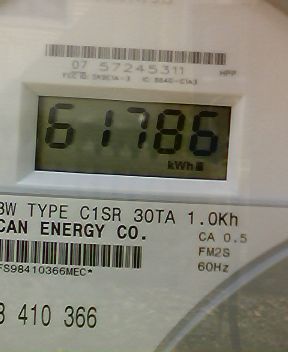 07 57245311
61786
kWh
3W TYPE C1SR 30TA 1.0Kh
CAN ENERGY CO.
CA 0.5
FM2S
60Hz
FS98410366MEC*
410 366